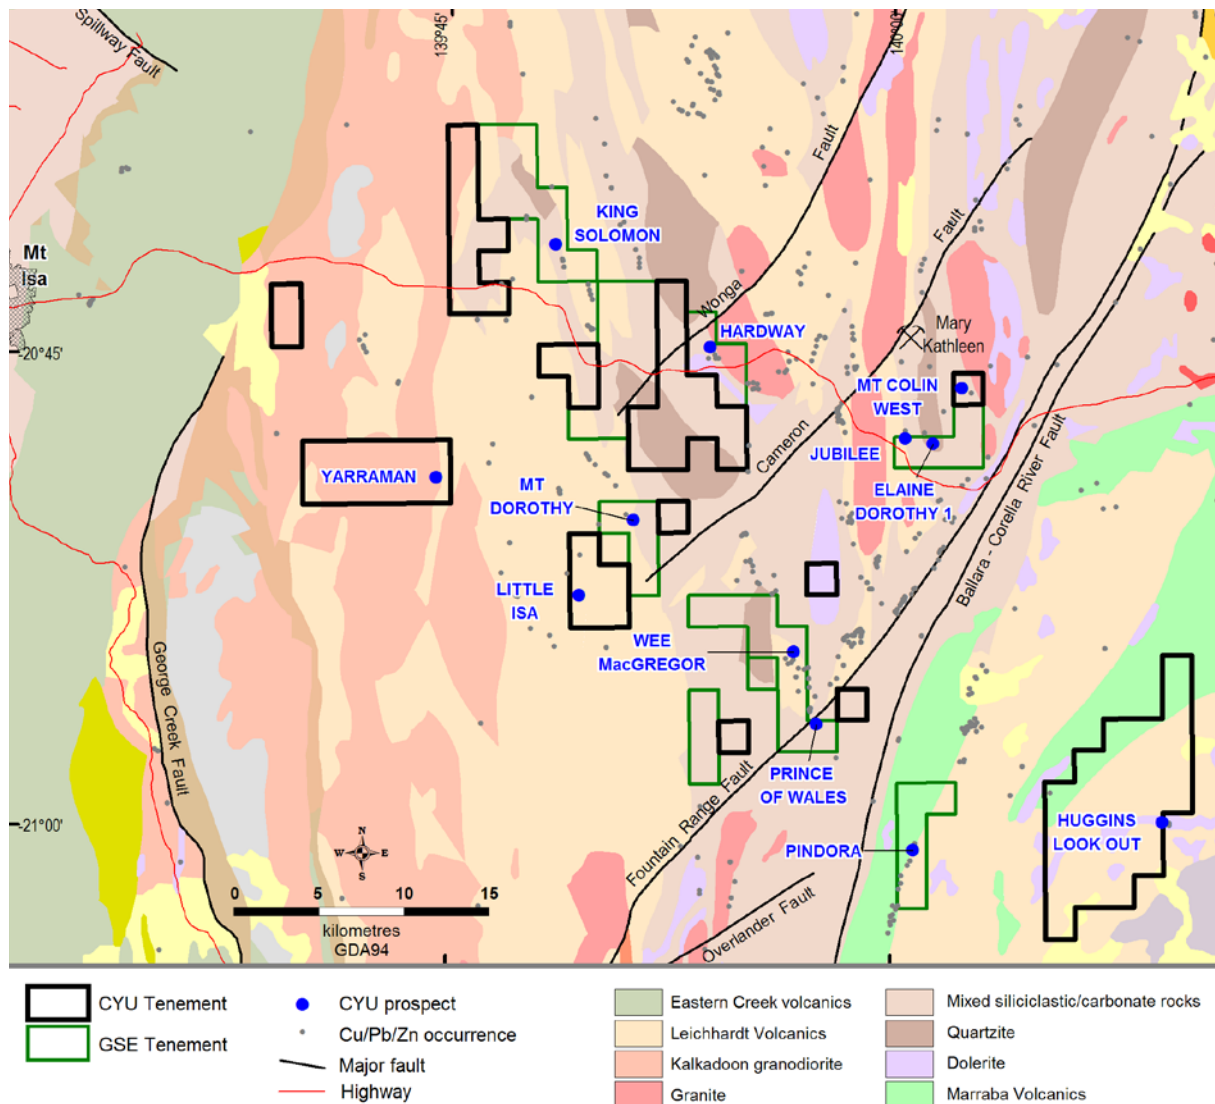 Spillway Fault
139°45'
140°00'
Fault
KING
SOLOMON
Fault
Mt
Isa
Wonga
HARDWAY
Mary
Kathleen
-20°45'
MT COLIN
WEST
JUBILEE
Cameron
YARRAMAN
MT
DOROTHY
ELAINE
DOROTHY 1
Ballara - Corella River Fault
LITTLE
ISA
WEE
MacGREGOR
George Creek Fault
PRINCE
OF WALES
Fountain Range Fault
-21°00'
HUGGINS
LOOK OUT
PINDORA
N
W E
S
0 5 10 15
kilometres
GDA94
Overlander Fault
CYU Tenement
GSE Tenement
CYU prospect
Cu/Pb/Zn occurrence
Major fault
Highway
Eastern Creek volcanics
Leichhardt Volcanics
Kalkadoon granodiorite
Granite
Mixed siliciclastic/carbonate rocks
Quartzite
Dolerite
Marraba Volcanics